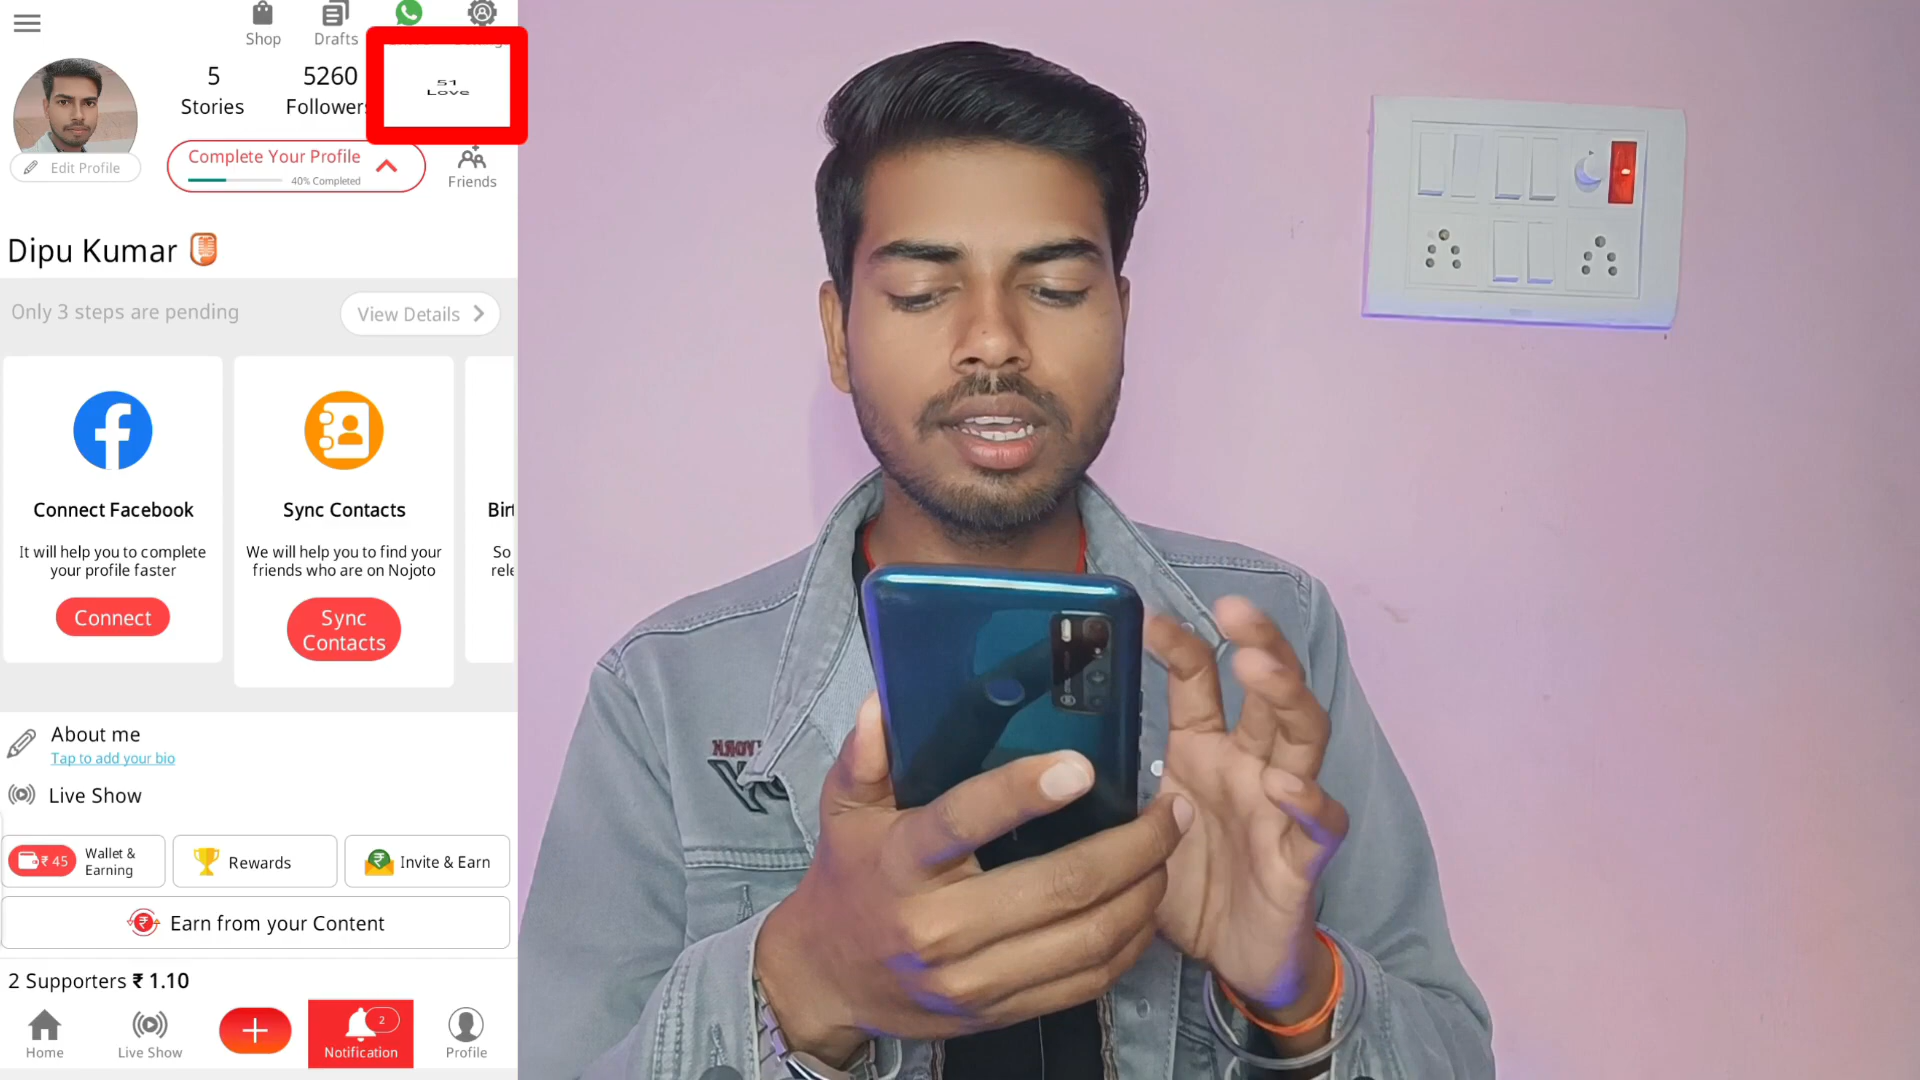 Shop
Drafts
5
Stories
5260
Followers
51
Love
Edit Profile
Complete Your Profile
40% Completed
Friends
Dipu Kumar
Only 3 steps are pending
View Details
Connect Facebook
It will help you to complete
your profile faster
Connect
Sync Contacts
We will help you to find your
friends who are on Nojoto
Sync
Contacts
About me
Tap to add your bio
Live Show
₹ 45
Wallet &
Earning
Rewards
Invite & Earn
Earn from your Content
2 Supporters ₹ 1.10
Home
Live Show
2
Notification
Profile